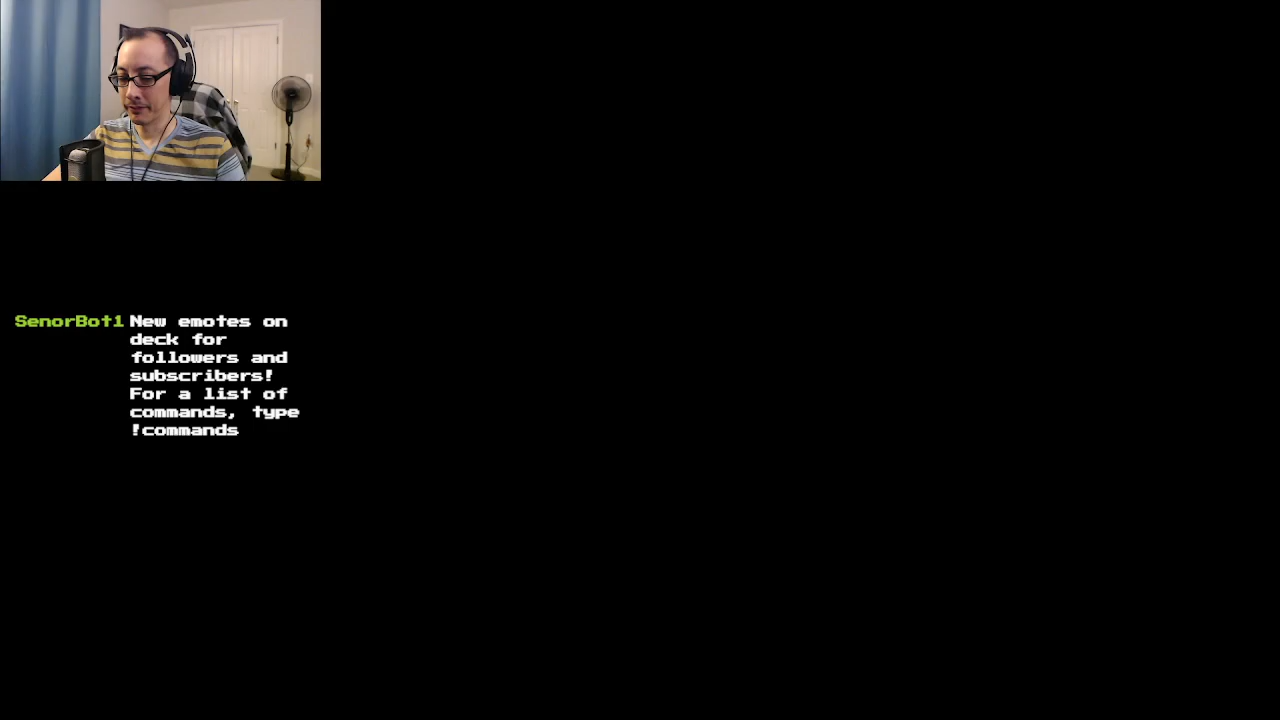 SenorBot1 New emotes on
deck for
followers and
subscribers!
For a list of
commands, type
!commands